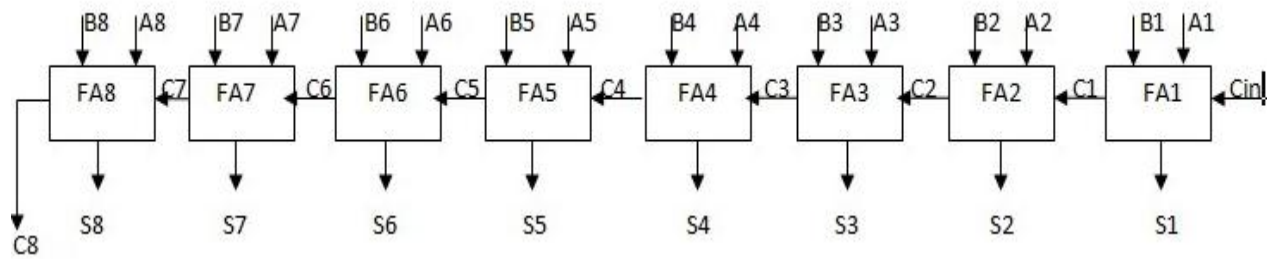 B8 A8 B7 A7 B6 A6 B5 A5 B4 A4 B3 A3 B2 A2 B1 A1
FA8 C7 FA7 C6 FA6 C5 FA5 C4 FA4 C3 FA3 C2 FA2 C1 FA1 Cin
S8 S7 S6 S5 S4 S3 S2 S1
C8